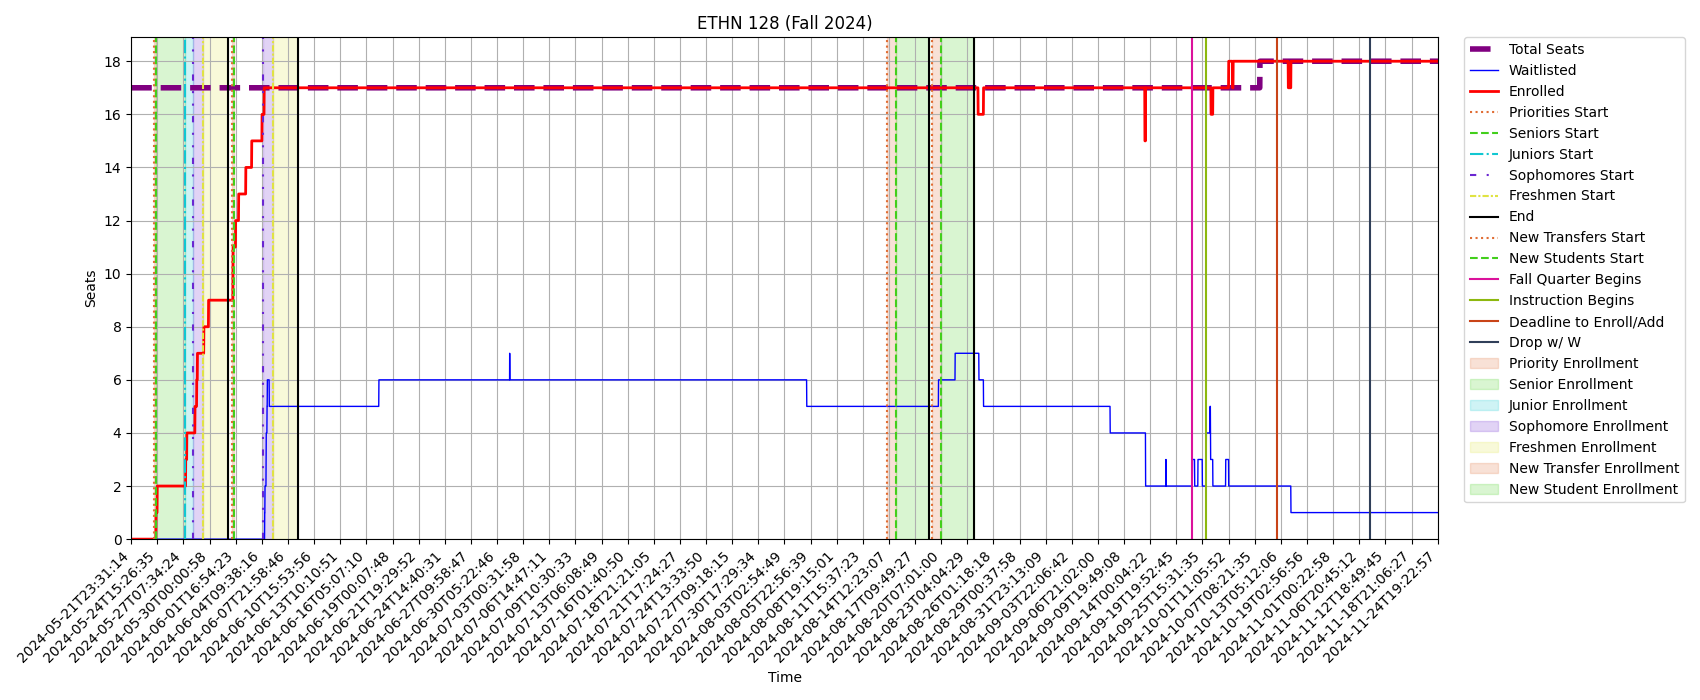 ETHN 128 (Fall 2024)
Seats
18
16
14
12
10
8
6
4
2
0
2024-05-21T23:31:14
2024-05-24T15:26:35
2024-05-27T07:34:24
2024-05-30T00:00:58
2024-06-01T16:54:23
2024-06-04T09:38:16
2024-06-07T21:58:46
2024-06-10T15:53:56
2024-06-13T10:10:51
2024-06-16T05:07:10
2024-06-19T00:07:48
2024-06-21T19:29:52
2024-06-24T14:40:31
2024-06-27T09:58:47
2024-06-30T05:22:46
2024-07-03T00:31:58
2024-07-06T14:47:11
2024-07-09T10:30:33
2024-07-13T06:08:49
2024-07-16T01:40:50
2024-07-18T21:21:05
2024-07-21T17:24:27
2024-07-24T13:33:50
2024-07-27T09:18:15
2024-07-30T17:29:34
2024-08-03T02:54:49
2024-08-05T22:56:39
2024-08-08T19:15:01
2024-08-11T15:37:23
2024-08-14T12:23:07
2024-08-17T09:49:27
2024-08-20T07:01:00
2024-08-23T04:04:29
2024-08-26T01:18:18
2024-08-29T00:37:58
2024-08-31T23:13:09
2024-09-03T22:06:42
2024-09-06T21:02:00
2024-09-09T19:49:08
2024-09-14T00:04:22
2024-09-19T19:52:45
2024-09-25T15:31:35
2024-10-01T11:05:52
2024-10-07T08:21:35
2024-10-13T05:12:06
2024-10-19T02:56:56
2024-11-01T00:22:58
2024-11-06T20:45:12
2024-11-12T18:49:45
2024-11-18T21:06:27
2024-11-24T19:22:57
Time
Total Seats
Waitlisted
Enrolled
Priorities Start
Seniors Start
Juniors Start
Sophomores Start
Freshmen Start
End
New Transfers Start
New Students Start
Fall Quarter Begins
Instruction Begins
Deadline to Enroll/Add
Drop w/ W
Priority Enrollment
Senior Enrollment
Junior Enrollment
Sophomore Enrollment
Freshmen Enrollment
New Transfer Enrollment
New Student Enrollment